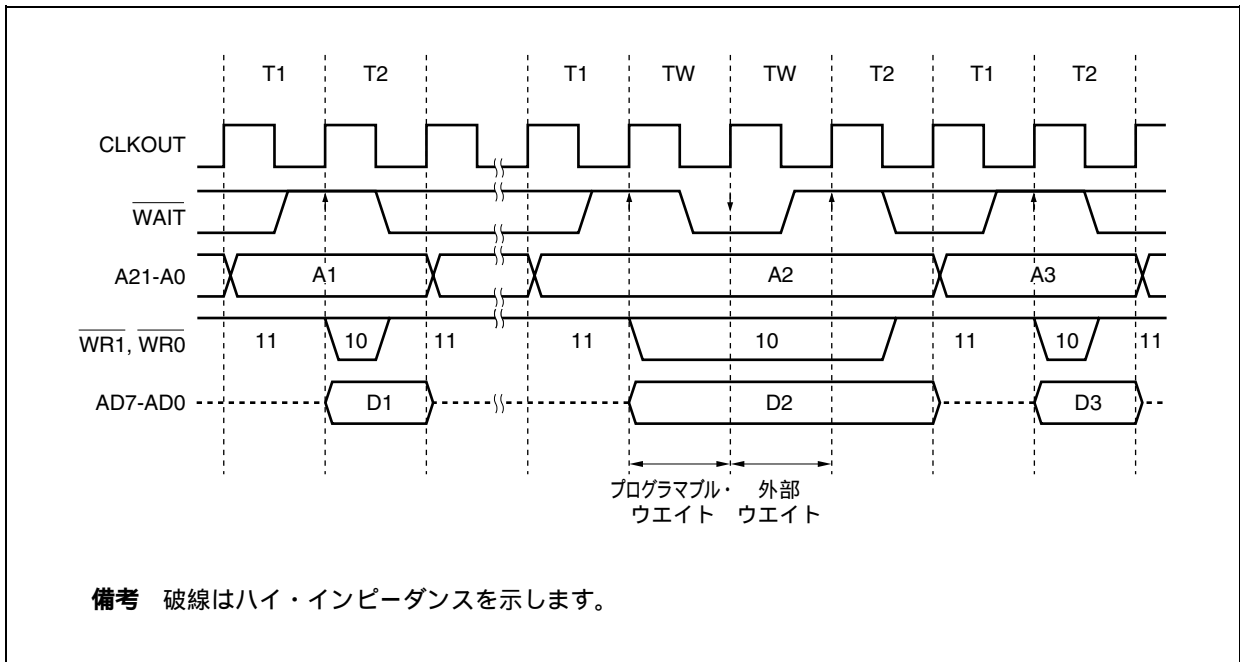 T1 T2 T1 TW TW T2 T1 T2
CLKOUT
WAIT
A21-A0 A1 A2 A3
WR1, WR0 11 10 11 11 10 11 10 11
AD7-AD0 D1 D2 D3
プログラマブル・ 外部
ウエイト ウエイト
備考 破線はハイ・インピーダンスを示します。